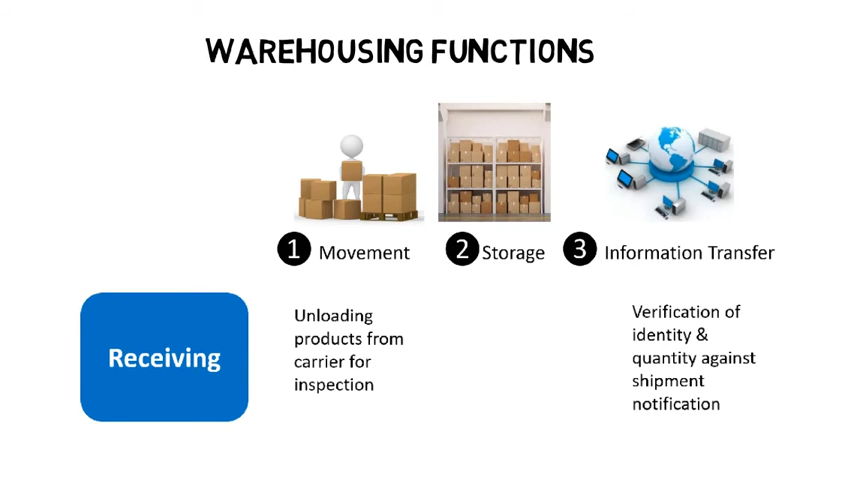 WAREHOUSING FUNCTIONS
1 Movement
2 Storage
3 Information Transfer
Receiving
Unloading
products from
carrier for
inspection
Verification of
identity &
quantity against
shipment
notification